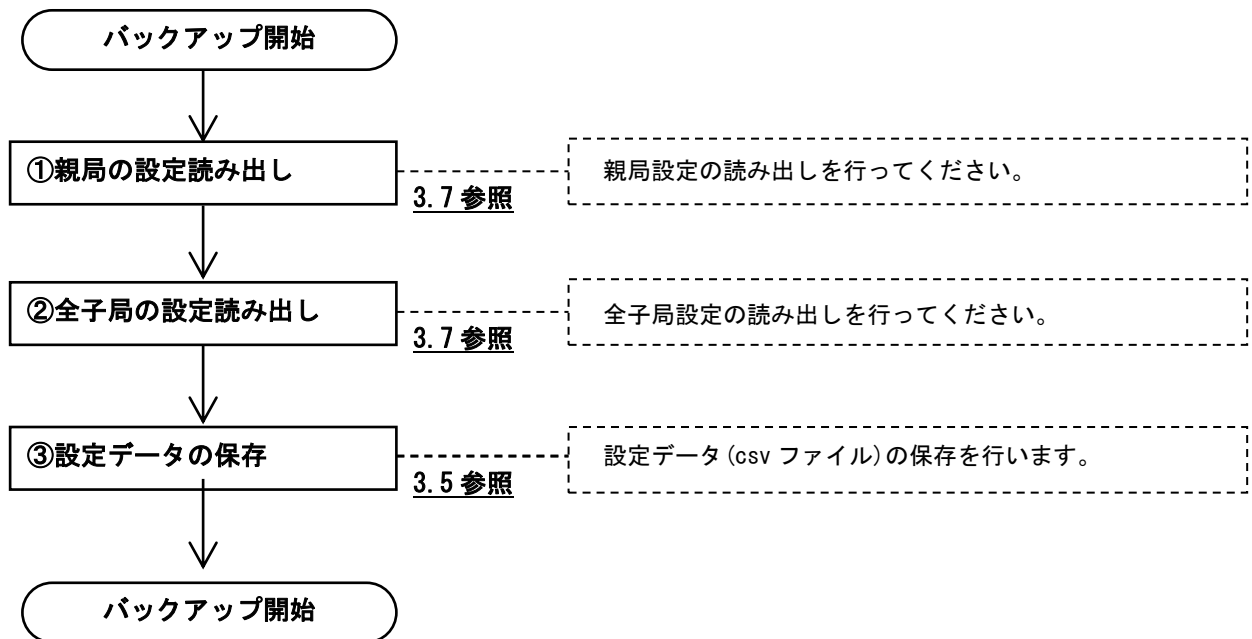 バックアップ開始
①親局の設定読み出し
親局設定の読み出しを行ってください。
3.7 参照
②全子局の設定読み出し
全子局設定の読み出しを行ってください。
3.7 参照
③設定データの保存
設定データ(csv ファイル)の保存を行います。
3.5 参照
バックアップ開始